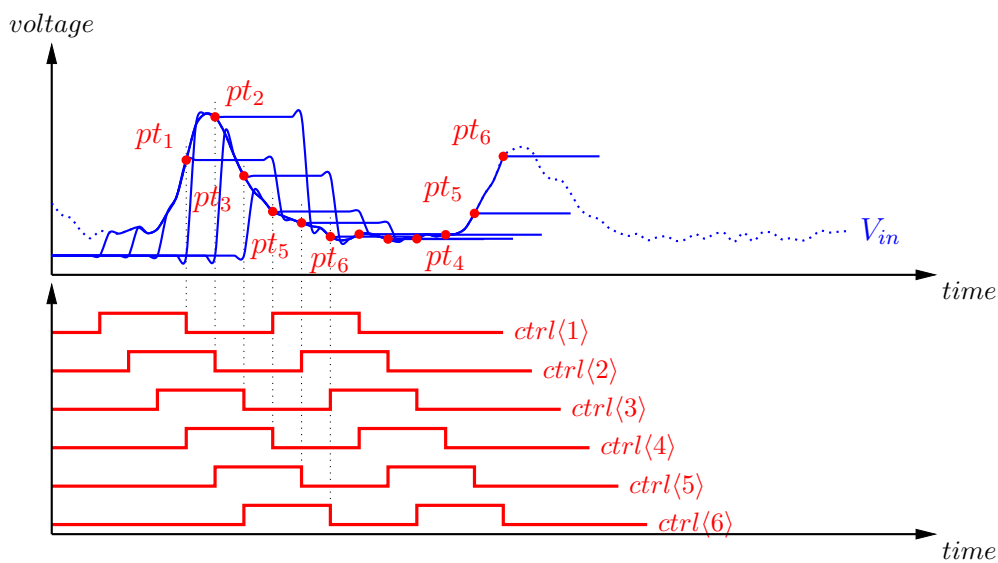 voltage
pt₂
pt₁
pt₆
pt₃
pt₅
pt₅
pt₆
pt₄
V_in
time
ctrl⟨1⟩
ctrl⟨2⟩
ctrl⟨3⟩
ctrl⟨4⟩
ctrl⟨5⟩
ctrl⟨6⟩
time